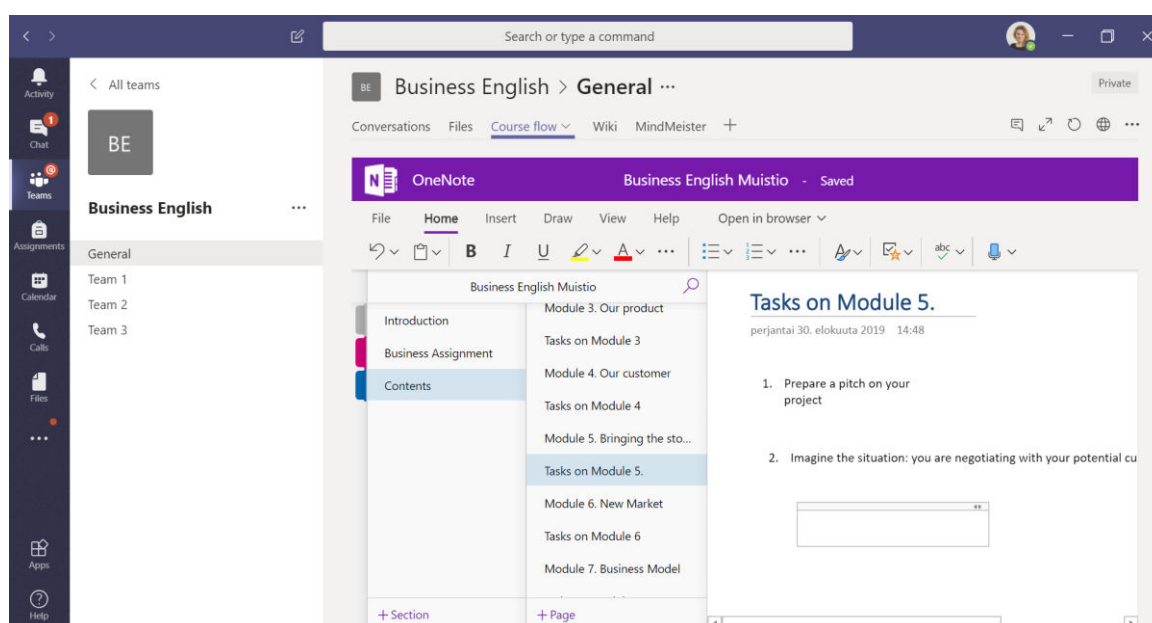 Search or type a command
Activity
1
Chat
Teams
Assignments
Calendar
Calls
Files
Apps
Help
All teams
BE
Business English
General
Team 1
Team 2
Team 3
BE
Business English > General
Private
Conversations Files Course flow Wiki MindMeister
N OneNote
Business English Muistio - Saved
File Home Insert Draw View Help Open in browser
B I U A abc
Business English Muistio
Introduction
Business Assignment
Contents
+ Section
Module 3. Our product
Tasks on Module 3
Module 4. Our customer
Tasks on Module 4
Module 5. Bringing the sto...
Tasks on Module 5.
Module 6. New Market
Tasks on Module 6
Module 7. Business Model
+ Page
Tasks on Module 5.
perjantai 30. elokuuta 2019 14:48
1. Prepare a pitch on your
project
2. Imagine the situation: you are negotiating with your potential cu